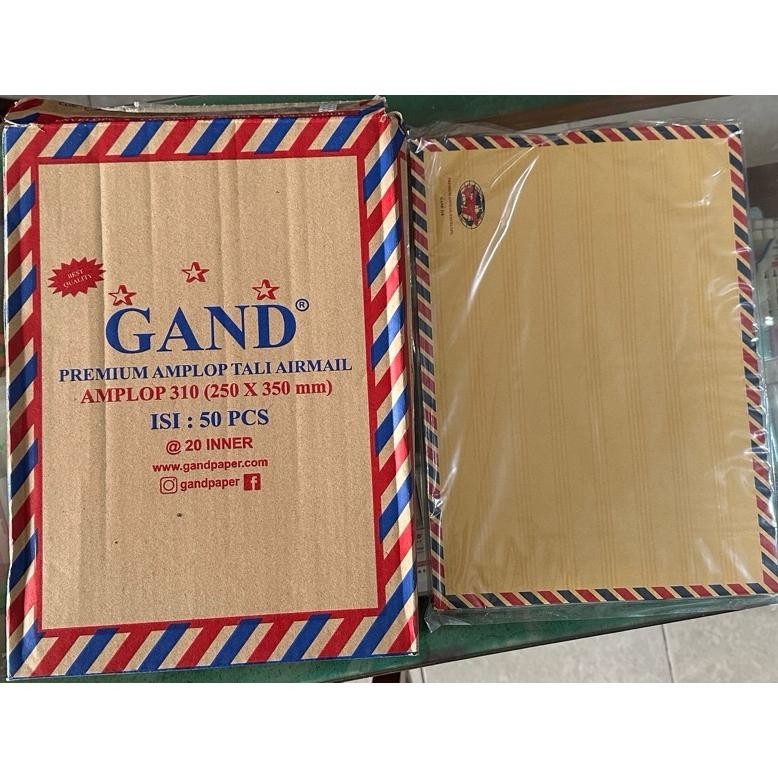 BEST
QUALITY
GAND®
PREMIUM AMPLOP TALI AIRMAIL
AMPLOP 310 (250 X 350 mm)
ISI : 50 PCS
@ 20 INNER
www.gandpaper.com
gandpaper